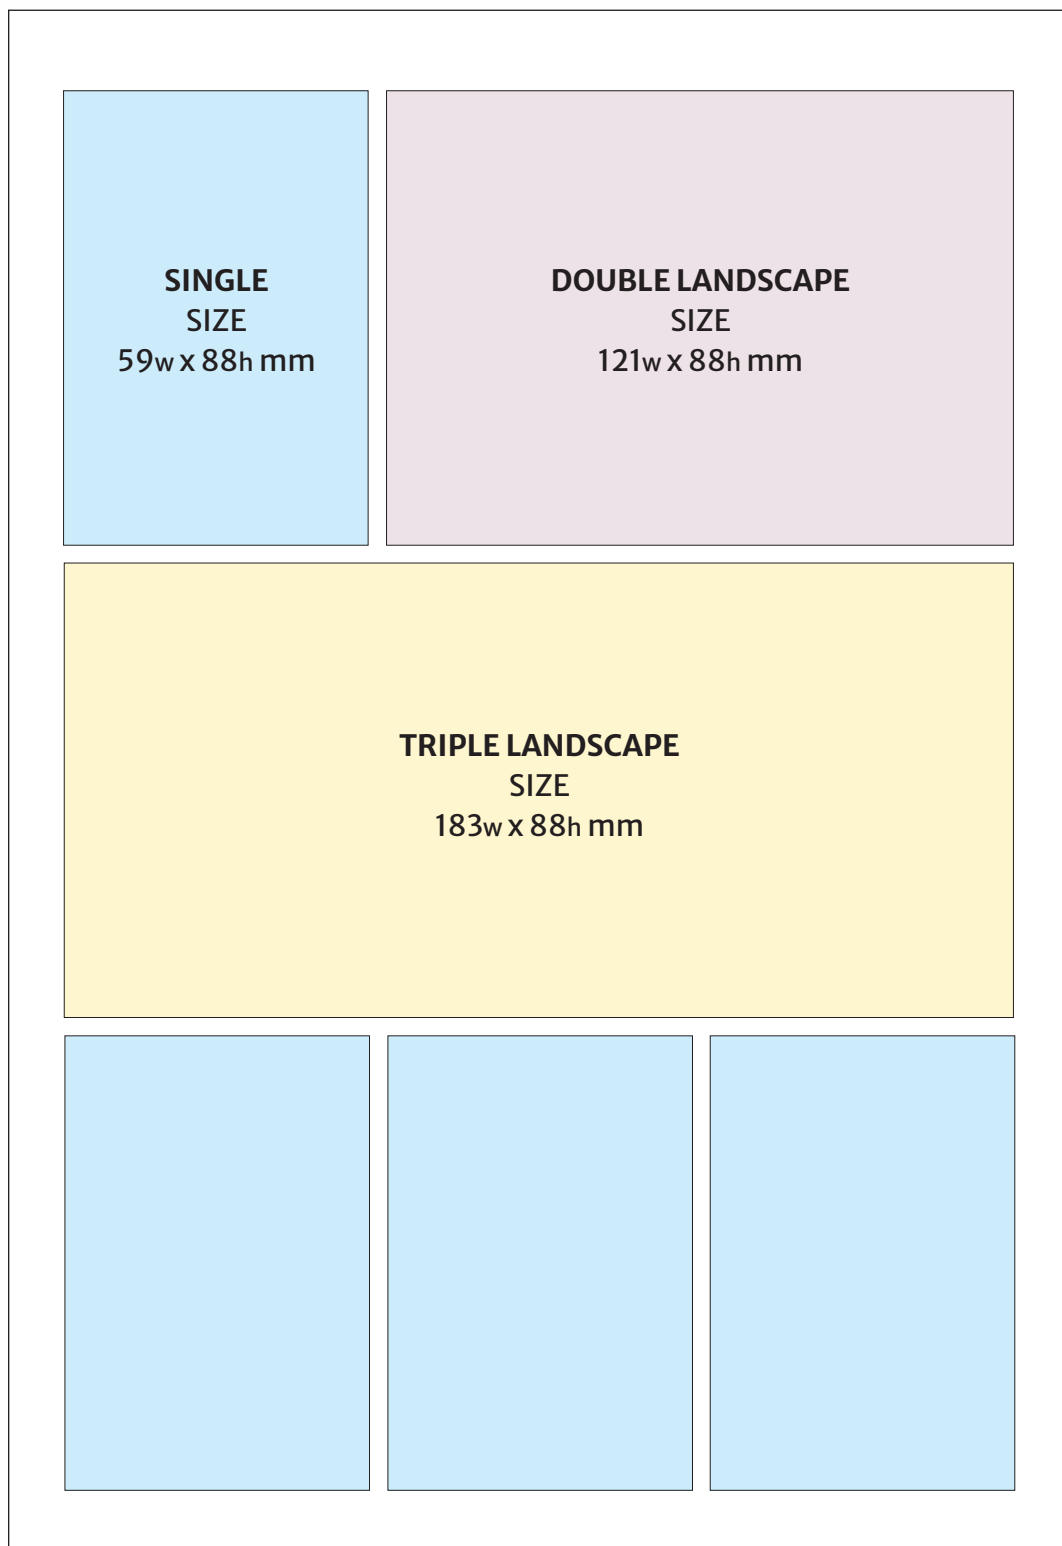 SINGLE
SIZE
59w x 88h mm
DOUBLE LANDSCAPE
SIZE
121w x 88h mm
TRIPLE LANDSCAPE
SIZE
183w x 88h mm